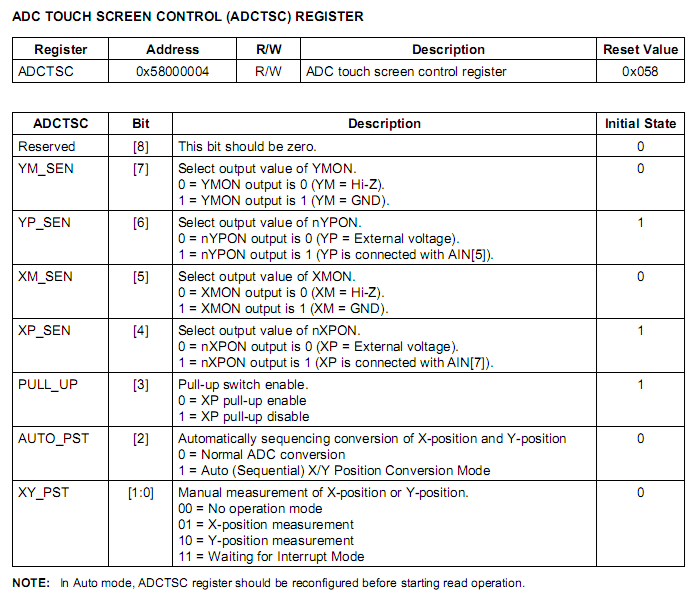 ADC TOUCH SCREEN CONTROL (ADCTSC) REGISTER
Register Address R/W Description Reset Value
ADCTSC 0x58000004 R/W ADC touch screen control register 0x058
ADCTSC Bit Description Initial State
Reserved [8] This bit should be zero. 0
YM_SEN [7] Select output value of YMON. 0
0 = YMON output is 0 (YM = Hi-Z).
1 = YMON output is 1 (YM = GND).
YP_SEN [6] Select output value of nYPON. 1
0 = nYPON output is 0 (YP = External voltage).
1 = nYPON output is 1 (YP is connected with AIN[5]).
XM_SEN [5] Select output value of XMON. 0
0 = XMON output is 0 (XM = Hi-Z).
1 = XMON output is 1 (XM = GND).
XP_SEN [4] Select output value of nXPON. 1
0 = nXPON output is 0 (XP = External voltage).
1 = nXPON output is 1 (XP is connected with AIN[7]).
PULL_UP [3] Pull-up switch enable. 1
0 = XP pull-up enable
1 = XP pull-up disable
AUTO_PST [2] Automatically sequencing conversion of X-position and Y-position 0
0 = Normal ADC conversion
1 = Auto (Sequential) X/Y Position Conversion Mode
XY_PST [1:0] Manual measurement of X-position or Y-position. 0
00 = No operation mode
01 = X-position measurement
10 = Y-position measurement
11 = Waiting for Interrupt Mode
NOTE: In Auto mode, ADCTSC register should be reconfigured before starting read operation.